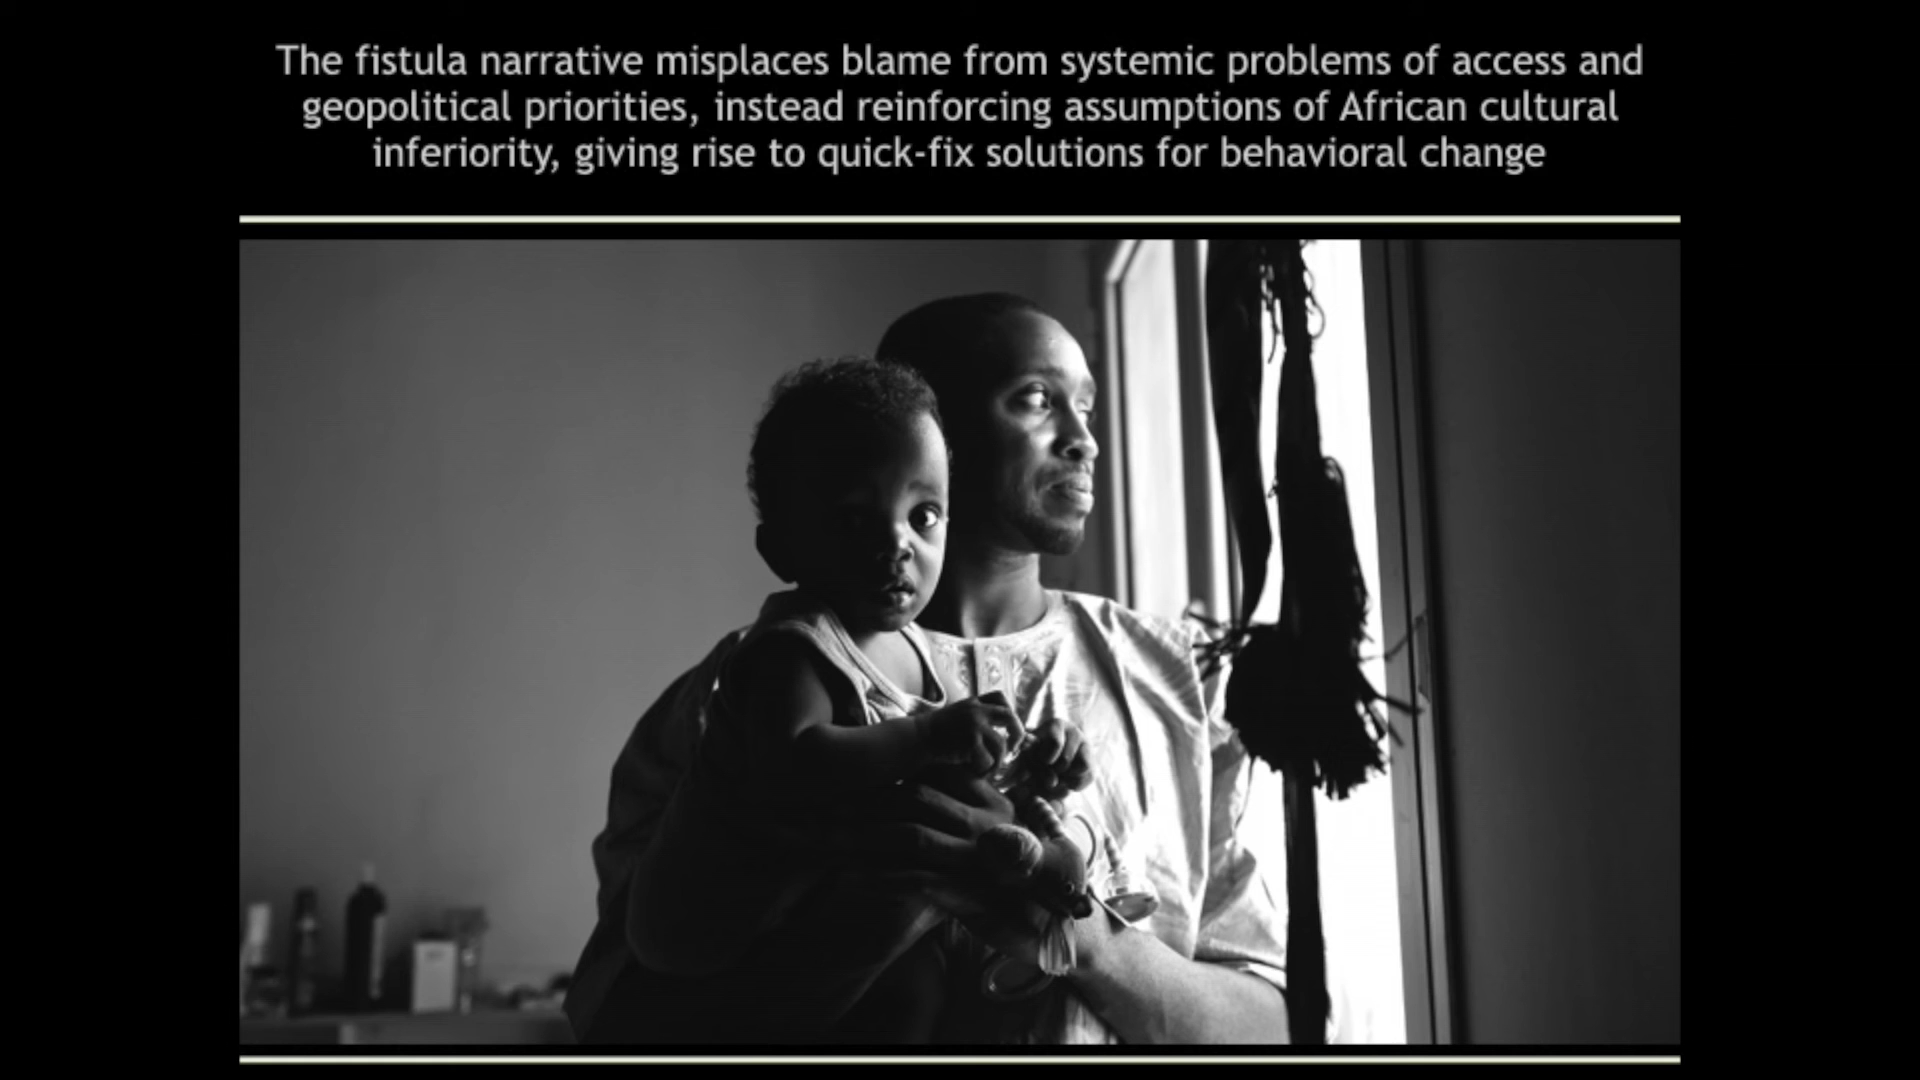 The fistula narrative misplaces blame from systemic problems of access and
geopolitical priorities, instead reinforcing assumptions of African cultural
inferiority, giving rise to quick-fix solutions for behavioral change